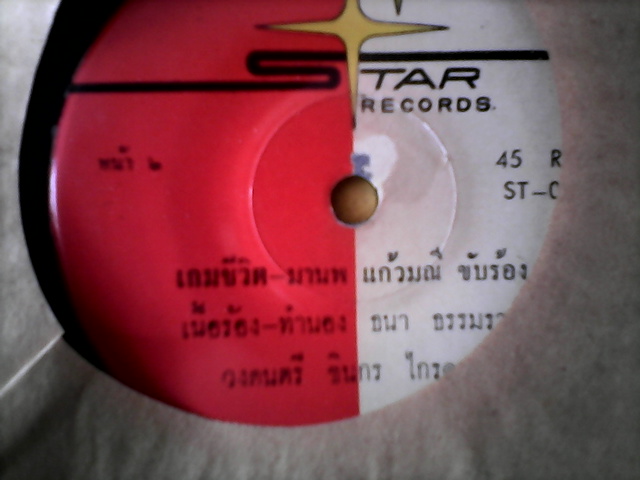 STAR
RECORDS
หน้า ๒
45 R
ST-
เกมชีวิต-มานพ แก้วมณี ขับร้อง
เนื้อร้อง-ทำนอง ธนา ธรรมรา
วงดนตรี ชินกร ไกร